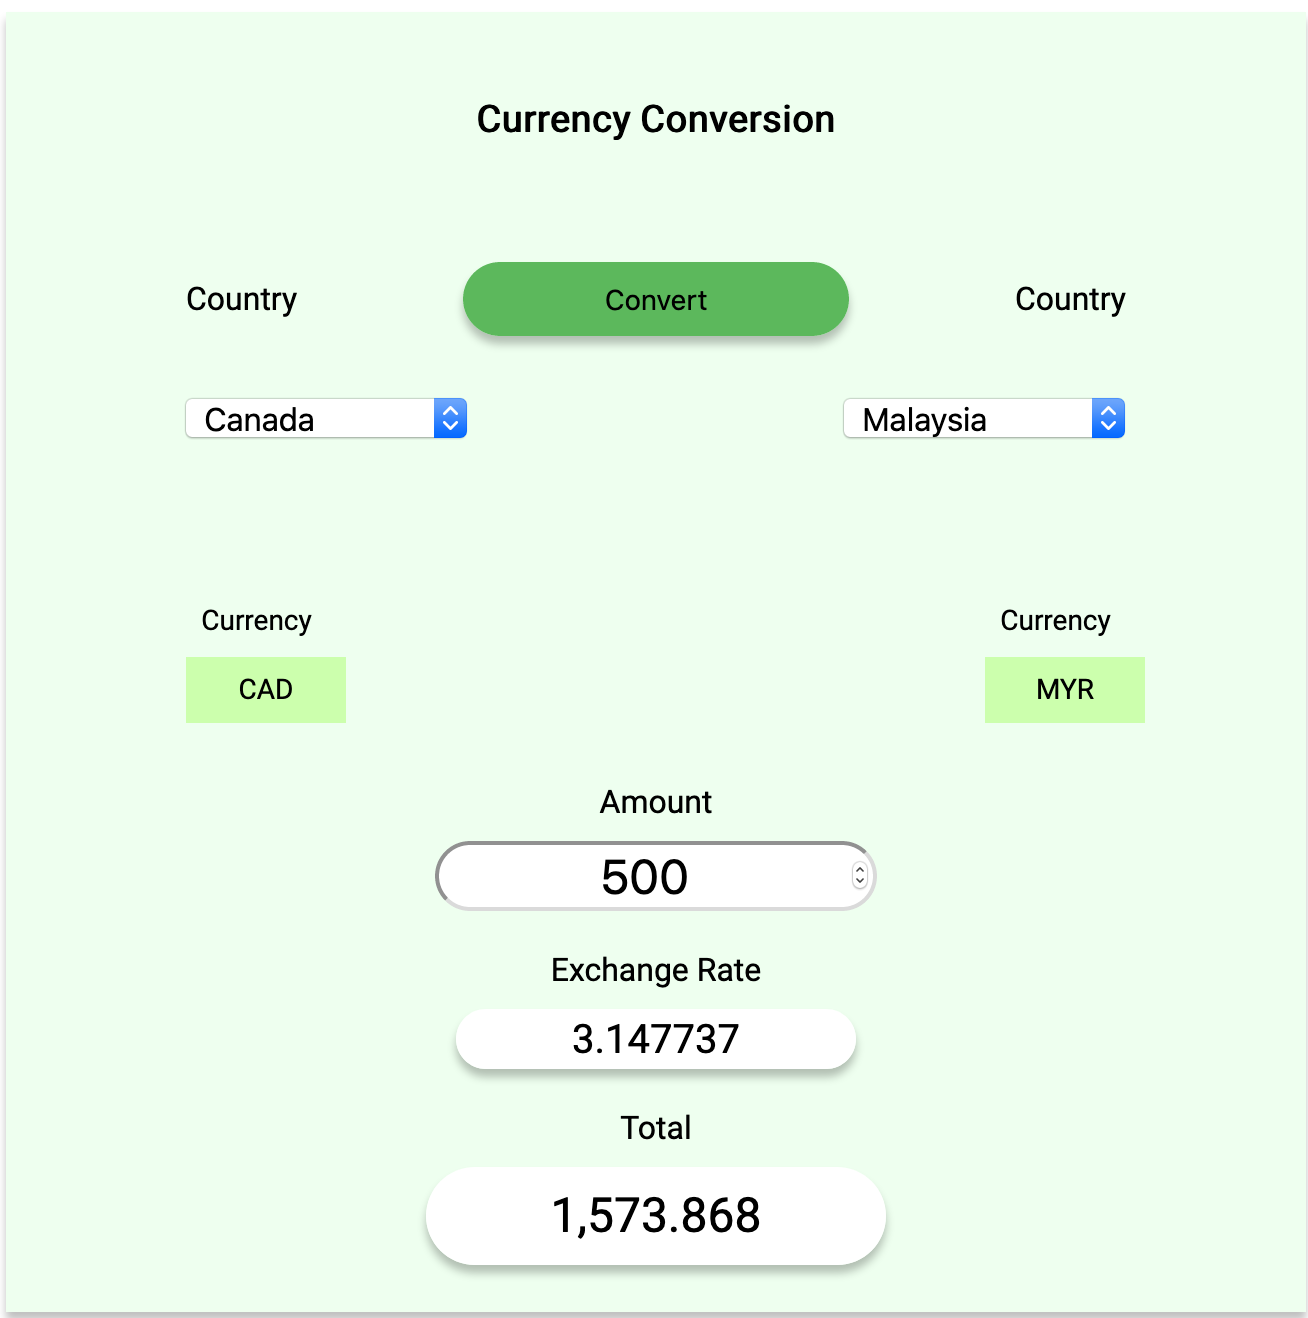 Currency Conversion
Country
Convert
Country
Canada
Malaysia
Currency
Currency
CAD
MYR
Amount
500
Exchange Rate
3.147737
Total
1,573.868